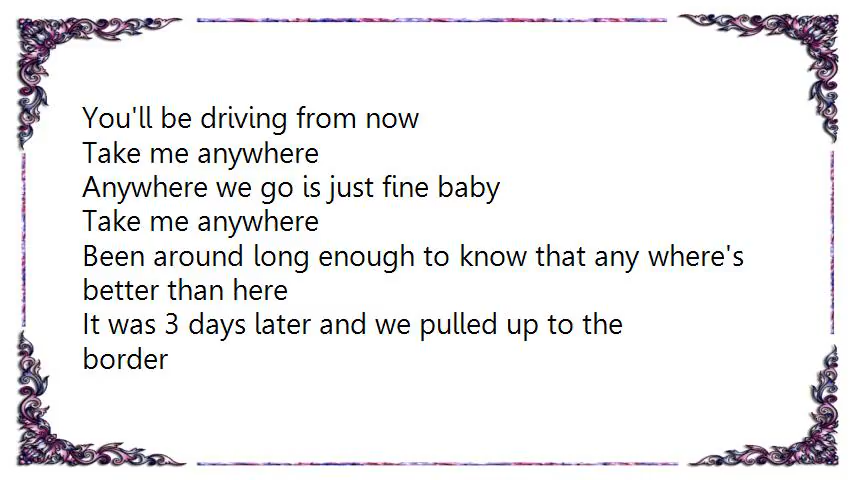 You'll be driving from now
Take me anywhere
Anywhere we go is just fine baby
Take me anywhere
Been around long enough to know that any where's
better than here
It was 3 days later and we pulled up to the
border